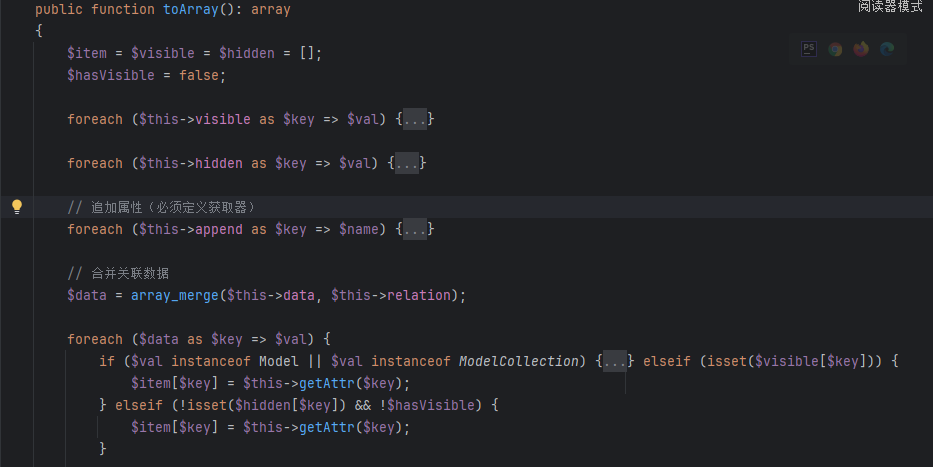 阅读器模式
public function toArray(): array
{
$item = $visible = $hidden = [];
PS
$hasVisible = false;
foreach ($this->visible as $key => $val) {...}
foreach ($this->hidden as $key => $val) {...}
// 追加属性（必须定义获取器）
foreach ($this->append as $key => $name) {...}
// 合并关联数据
$data = array_merge($this->data, $this->relation);
foreach ($data as $key => $val) {
if ($val instanceof Model || $val instanceof ModelCollection) {...} elseif (isset($visible[$key])) {
$item[$key] = $this->getAttr($key);
} elseif (!isset($hidden[$key]) && !$hasVisible) {
$item[$key] = $this->getAttr($key);
}